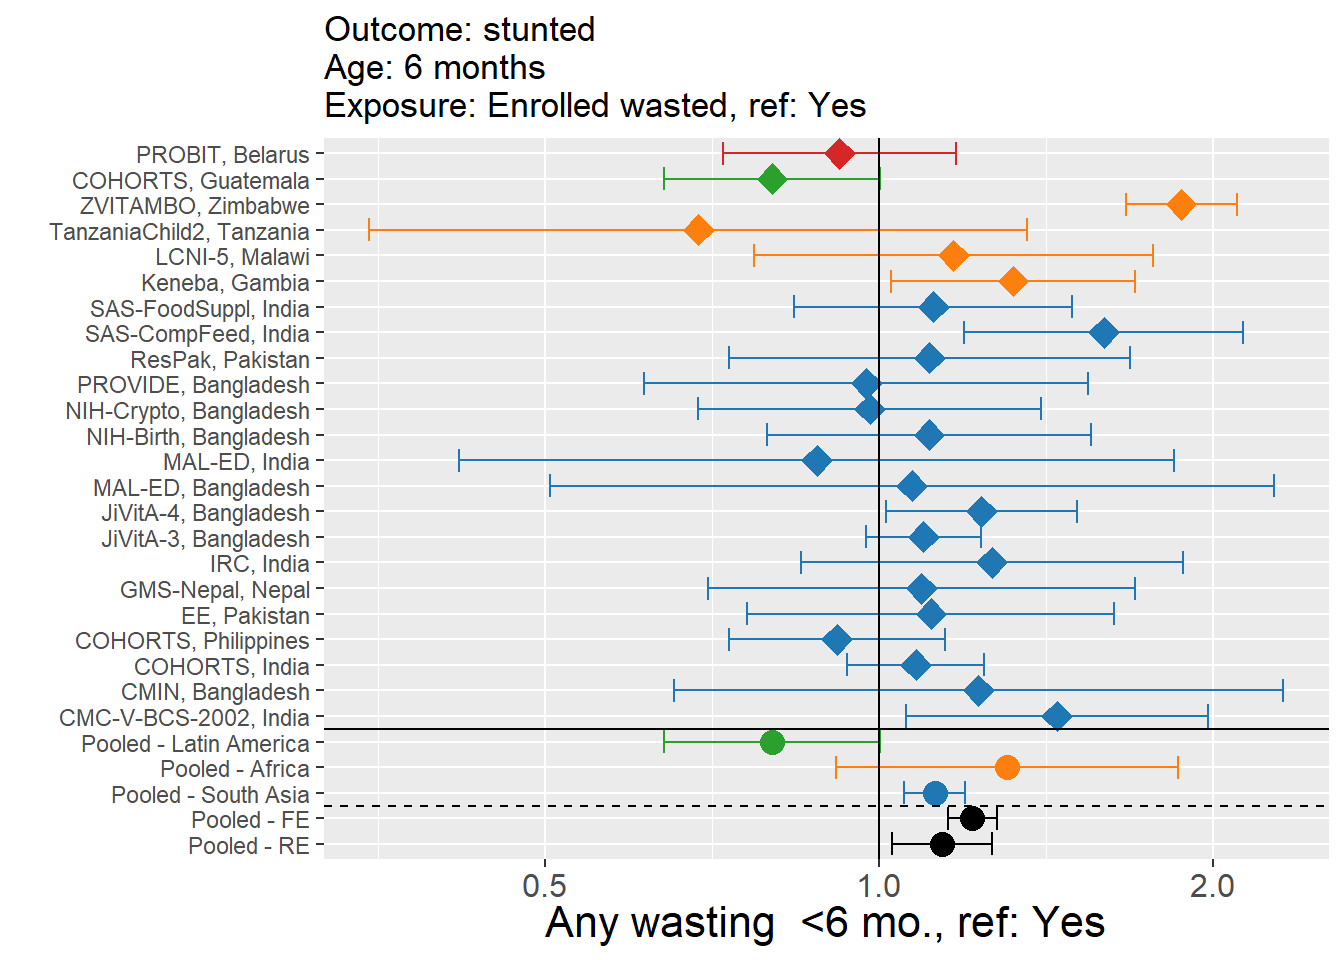 Outcome: stunted
Age: 6 months
Exposure: Enrolled wasted, ref: Yes
PROBIT, Belarus
COHORTS, Guatemala
ZVITAMBO, Zimbabwe
TanzaniaChild2, Tanzania
LCNI-5, Malawi
Keneba, Gambia
SAS-FoodSuppl, India
SAS-CompFeed, India
ResPak, Pakistan
PROVIDE, Bangladesh
NIH-Crypto, Bangladesh
NIH-Birth, Bangladesh
MAL-ED, India
MAL-ED, Bangladesh
JiVitA-4, Bangladesh
JiVitA-3, Bangladesh
IRC, India
GMS-Nepal, Nepal
EE, Pakistan
COHORTS, Philippines
COHORTS, India
CMIN, Bangladesh
CMC-V-BCS-2002, India
Pooled - Latin America
Pooled - Africa
Pooled - South Asia
Pooled - FE
Pooled - RE
0.5 1.0 2.0
Any wasting  <6 mo., ref: Yes